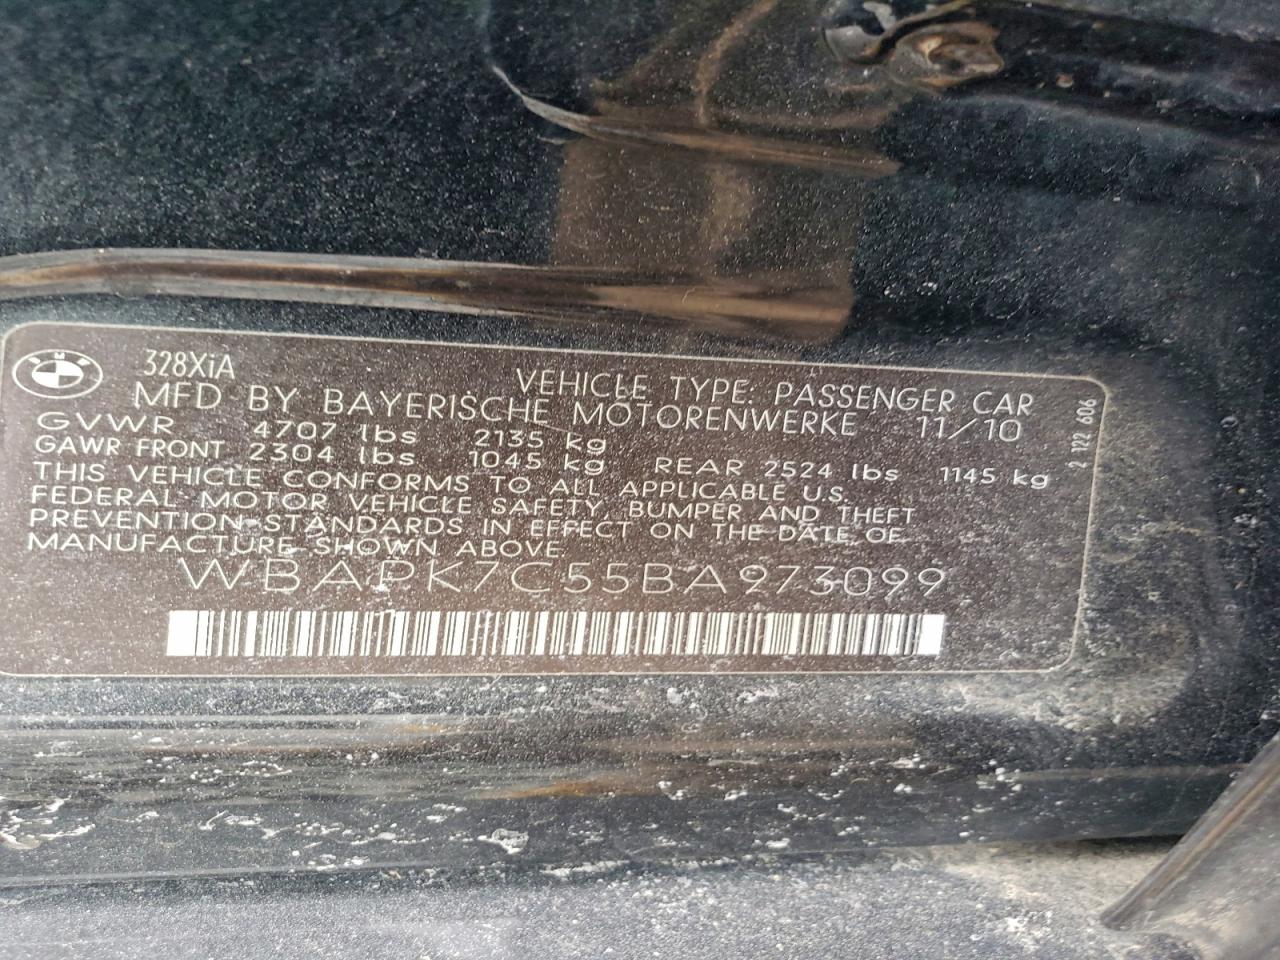 BMW
328XiA
VEHICLE TYPE: PASSENGER CAR
MFD BY BAYERISCHE MOTORENWERKE 11/10
GVWR 4707 lbs 2135 kg
GAWR FRONT 2304 lbs 1045 kg REAR 2524 lbs 1145 kg
THIS VEHICLE CONFORMS TO ALL APPLICABLE U.S.
FEDERAL MOTOR VEHICLE SAFETY, BUMPER AND THEFT
PREVENTION STANDARDS IN EFFECT ON THE DATE OF
MANUFACTURE SHOWN ABOVE.
WBAPK7C55BA973099
2 122 606